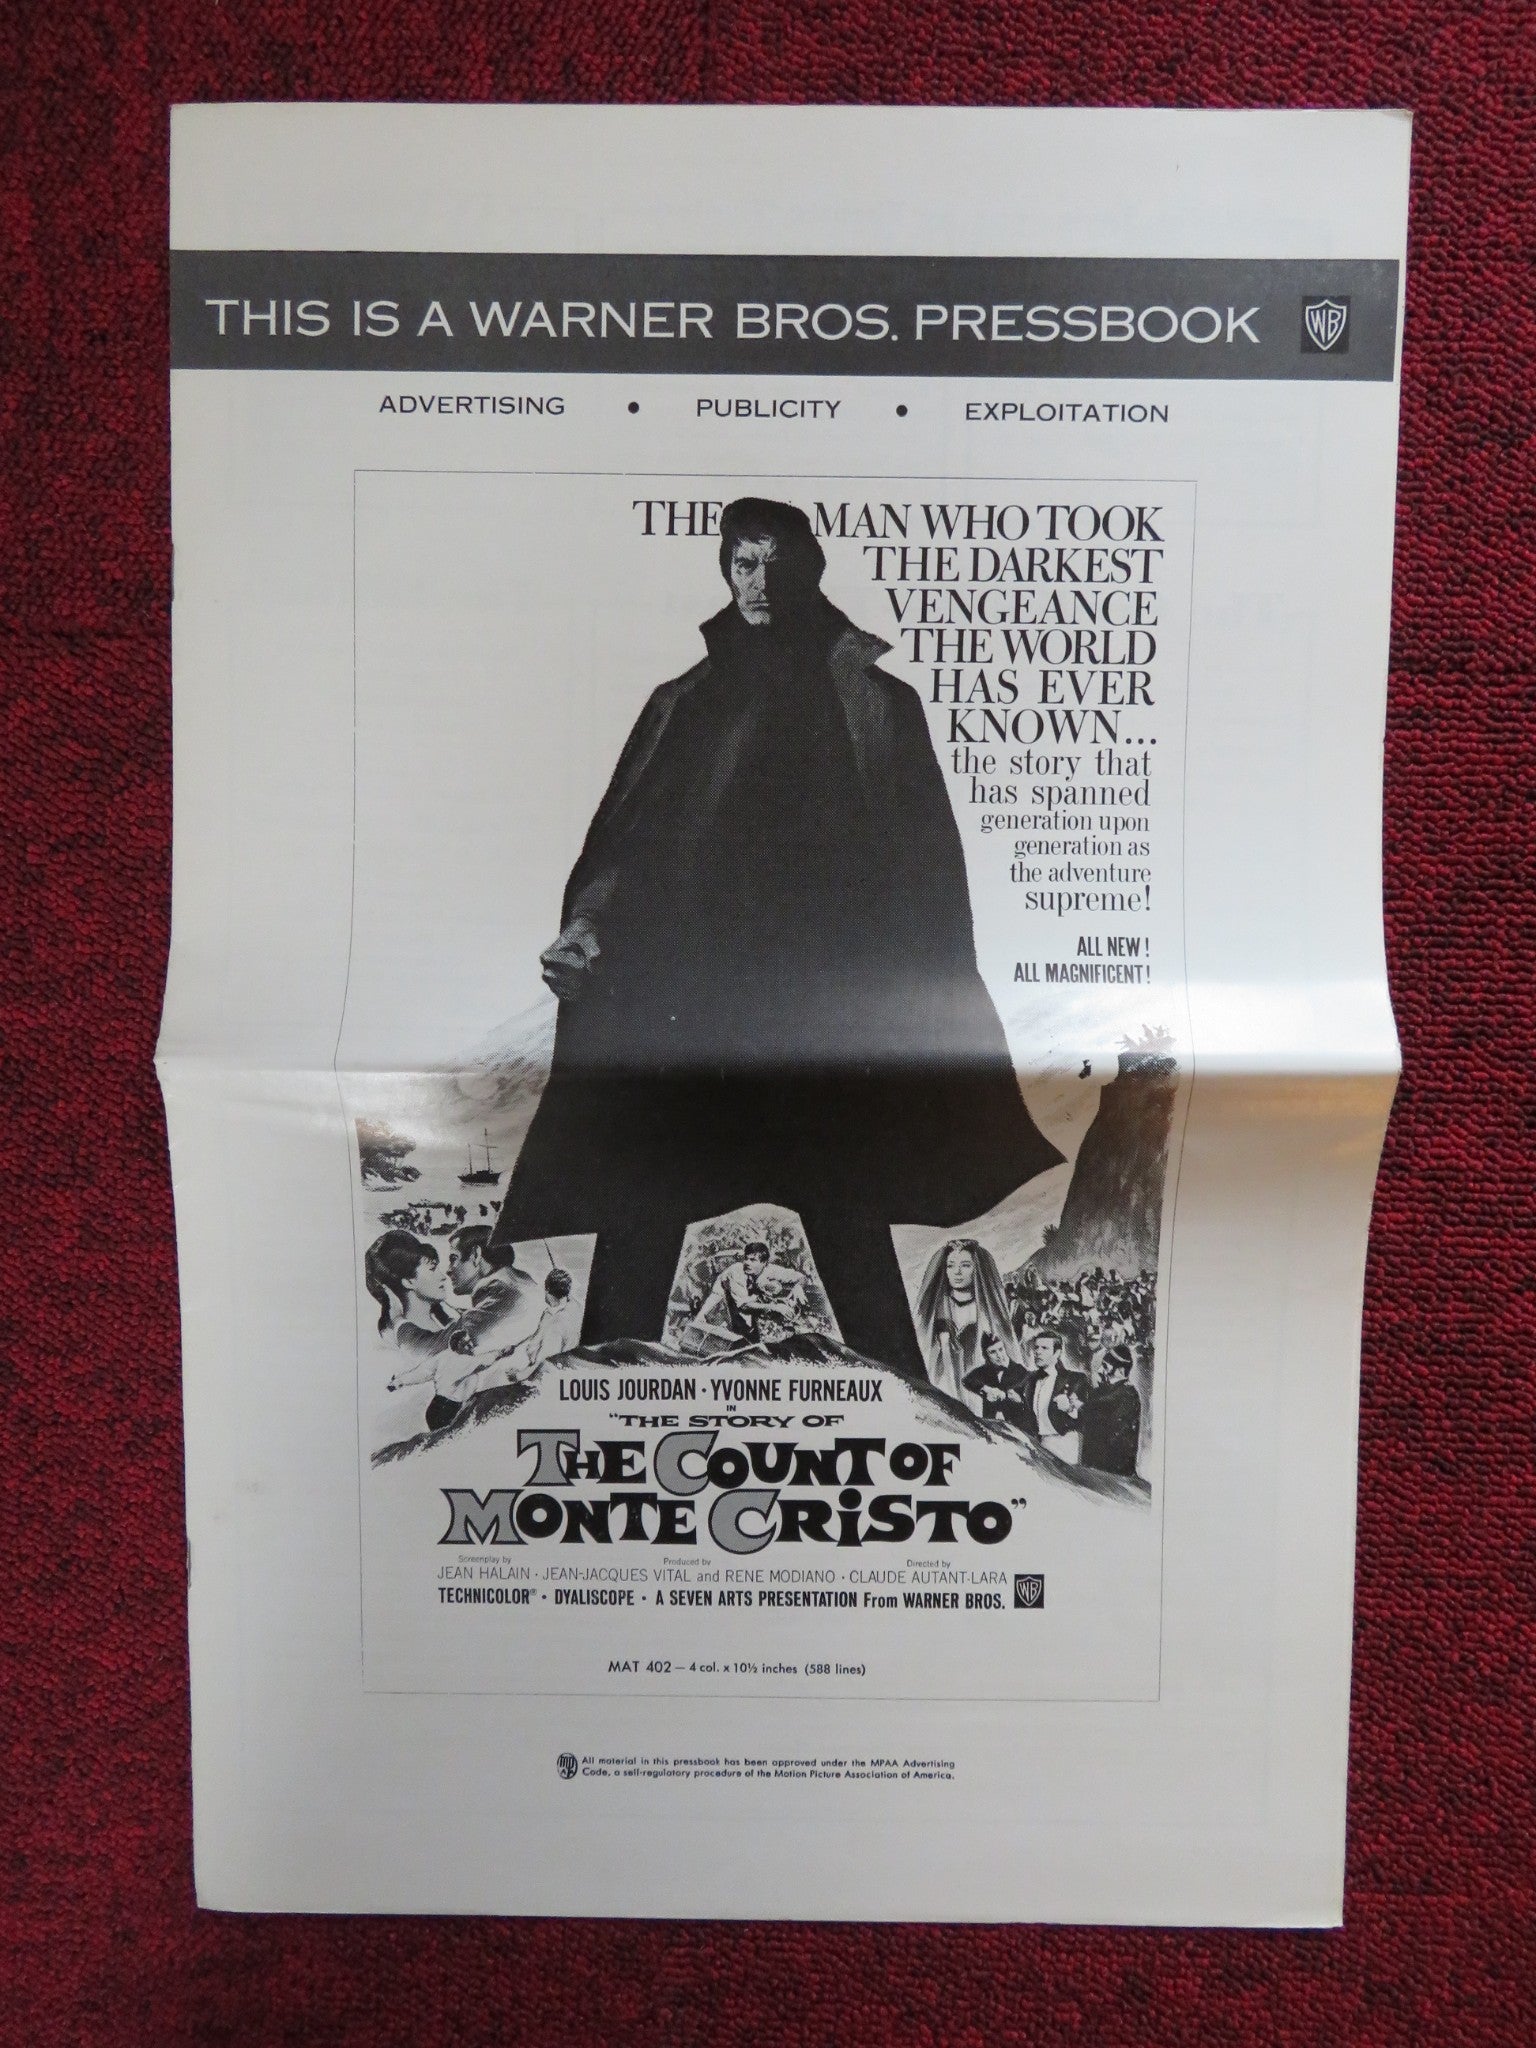 THIS IS A WARNER BROS. PRESSBOOK WB
ADVERTISING • PUBLICITY • EXPLOITATION
THE MAN WHO TOOK
THE DARKEST
VENGEANCE
THE WORLD
HAS EVER
KNOWN...
the story that
has spanned
generation upon
generation as
the adventure
supreme!
ALL NEW!
ALL MAGNIFICENT!
LOUIS JOURDAN · YVONNE FURNEAUX
IN
"THE STORY OF
THE COUNT OF
MONTE CRISTO"
Screenplay by Produced by Directed by
JEAN HALAIN · JEAN-JACQUES VITAL and RENE MODIANO · CLAUDE AUTANT-LARA
TECHNICOLOR® · DYALISCOPE · A SEVEN ARTS PRESENTATION From WARNER BROS. WB
MAT 402 — 4 col. x 10½ inches (588 lines)
All material in this pressbook has been approved under the MPAA Advertising
Code, a self-regulatory procedure of the Motion Picture Association of America.